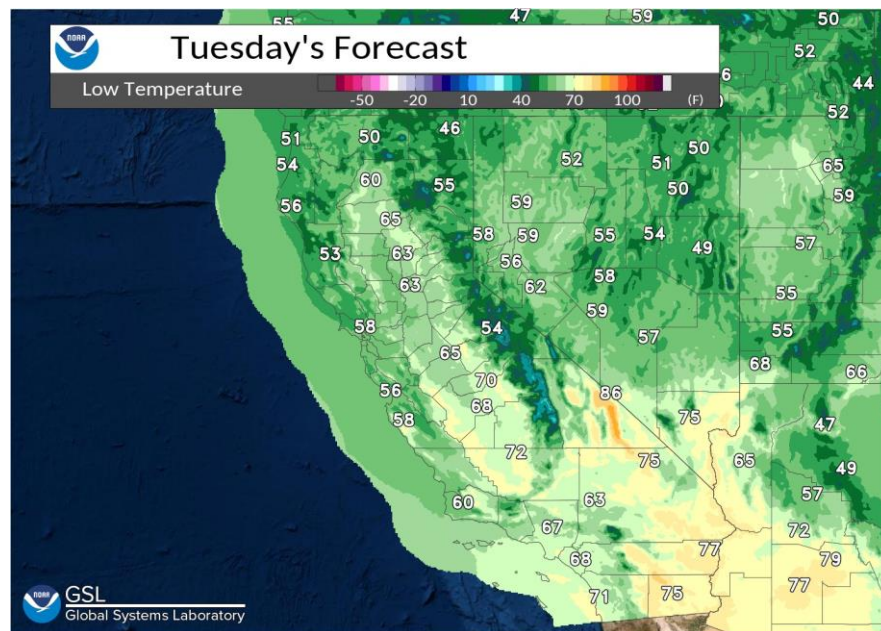 55 47 59 50
NOAA
Tuesday's Forecast
52
Low Temperature
-50 -20 10 40 70 100 (F)
44
52
51 50 46 50
54 52 51 65
60 55 50 59
56 65 59
53 63 58 59 55 54 49 57
56
63 62 58 55
58 54 59 57 55
65 68 66
56 70 86
58 68 75 47
72 75 65 49
60 63 57
67 72
68 77 79
71 75 77
NOAA GSL
Global Systems Laboratory